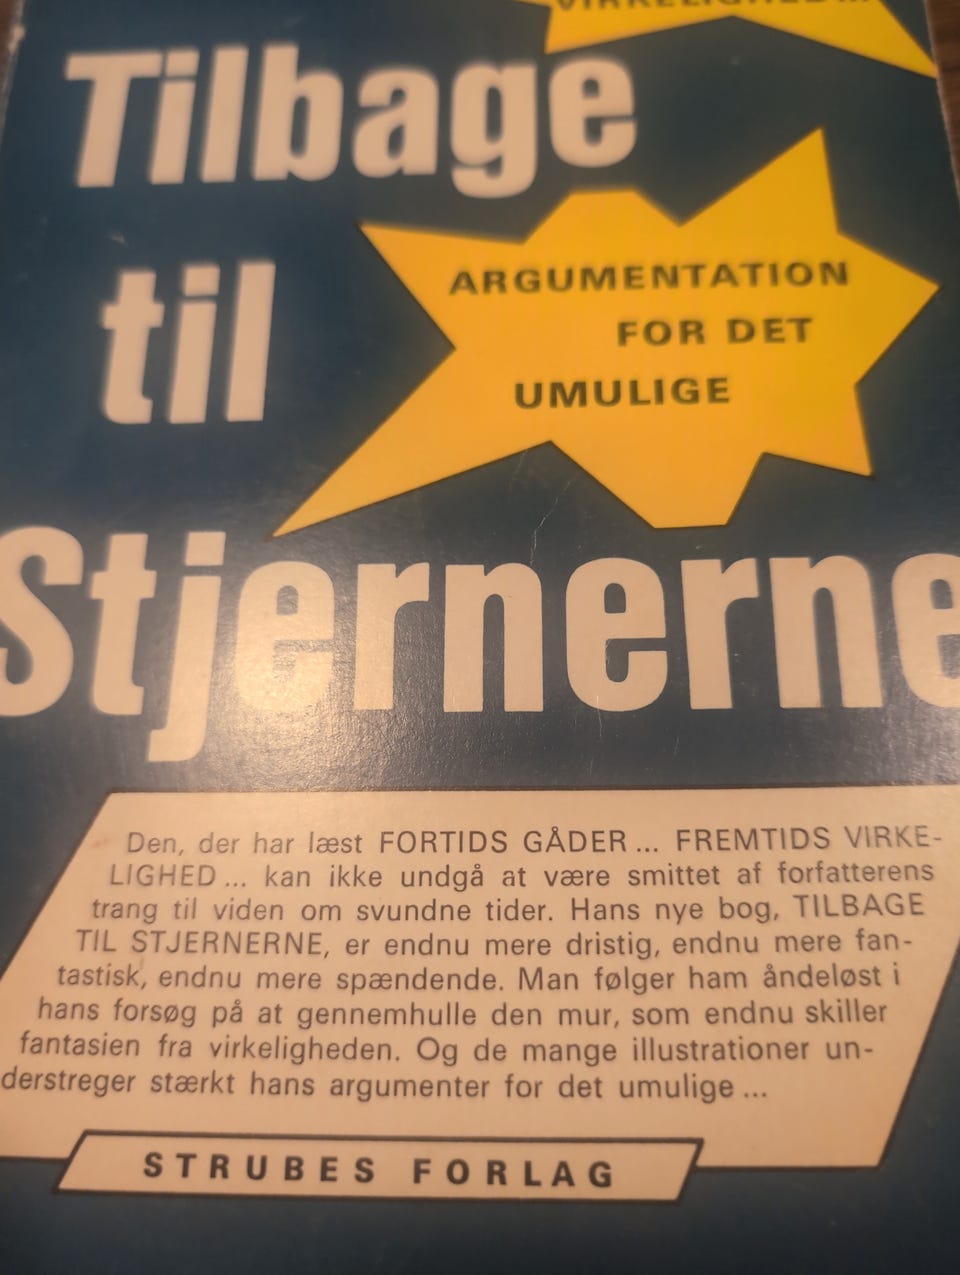 VIRKELIGHED...
Tilbage
til
ARGUMENTATION
FOR DET
UMULIGE
Stjernerne
Den, der har læst FORTIDS GÅDER... FREMTIDS VIRKE-
LIGHED... kan ikke undgå at være smittet af forfatterens
trang til viden om svundne tider. Hans nye bog, TILBAGE
TIL STJERNERNE, er endnu mere dristig, endnu mere fan-
tastisk, endnu mere spændende. Man følger ham åndeløst i
hans forsøg på at gennemhulle den mur, som endnu skiller
fantasien fra virkeligheden. Og de mange illustrationer un-
derstreger stærkt hans argumenter for det umulige...
STRUBES FORLAG